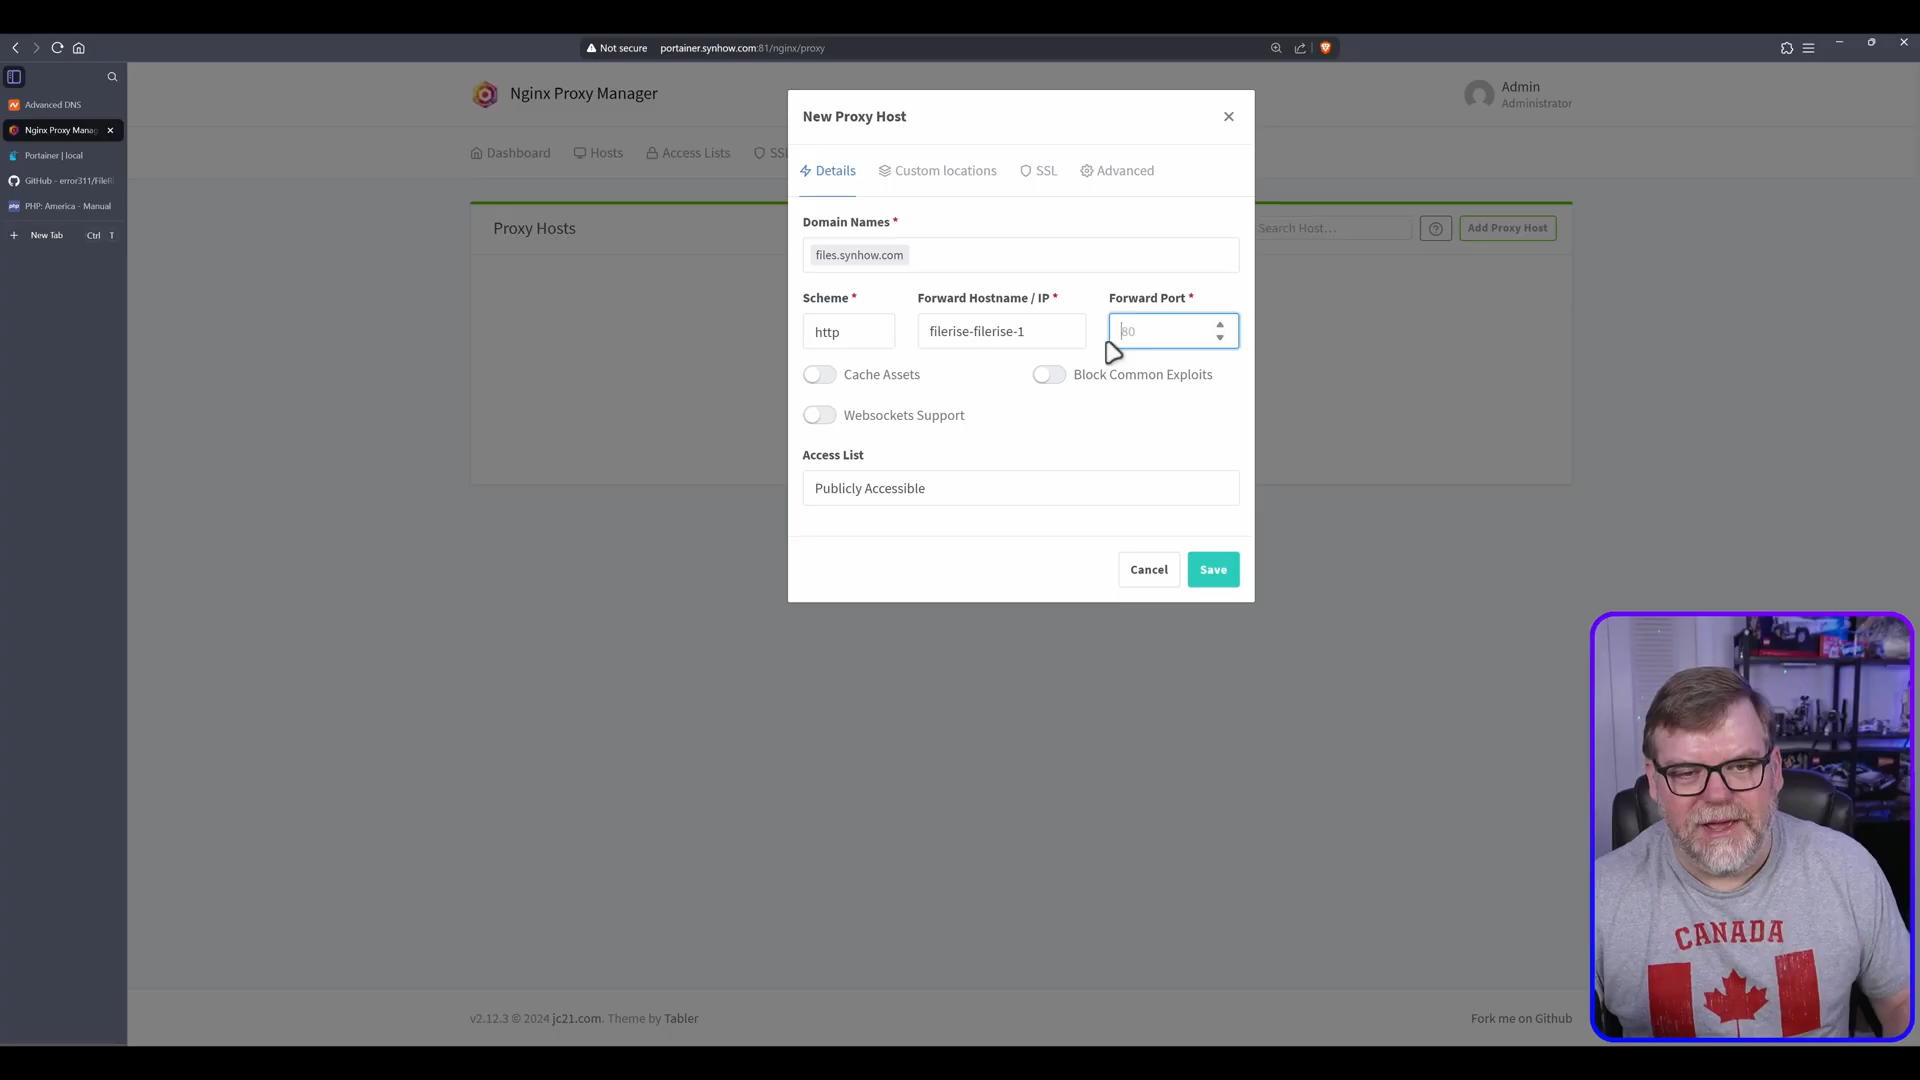 Not secure portainer.synhow.com:81/nginx/proxy
Advanced DNS
Nginx Proxy Manag
Portainer | local
GitHub - error311/FileRi
PHP: America - Manual
New Tab Ctrl T
Nginx Proxy Manager
Admin
Administrator
Dashboard Hosts Access Lists SSL
Proxy Hosts
Search Host…
Add Proxy Host
New Proxy Host
Details Custom locations SSL Advanced
Domain Names *
files.synhow.com
Scheme * Forward Hostname / IP * Forward Port *
http filerise-filerise-1 80
Cache Assets Block Common Exploits
Websockets Support
Access List
Publicly Accessible
Cancel Save
v2.12.3 © 2024 jc21.com. Theme by Tabler
Fork me on Github
CANADA